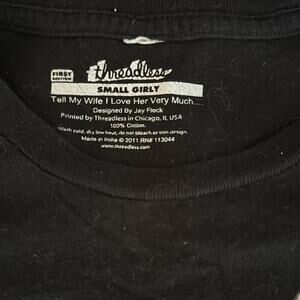 FIRST EDITION
threadless
SMALL GIRLY
Tell My Wife I Love Her Very Much....
Designed By Jay Fleck
Printed by Threadless in Chicago, IL USA
100% Cotton.
Wash cold, dry low heat, do not bleach or iron design.
Made in India © 2011 RN# 113044
www.threadless.com